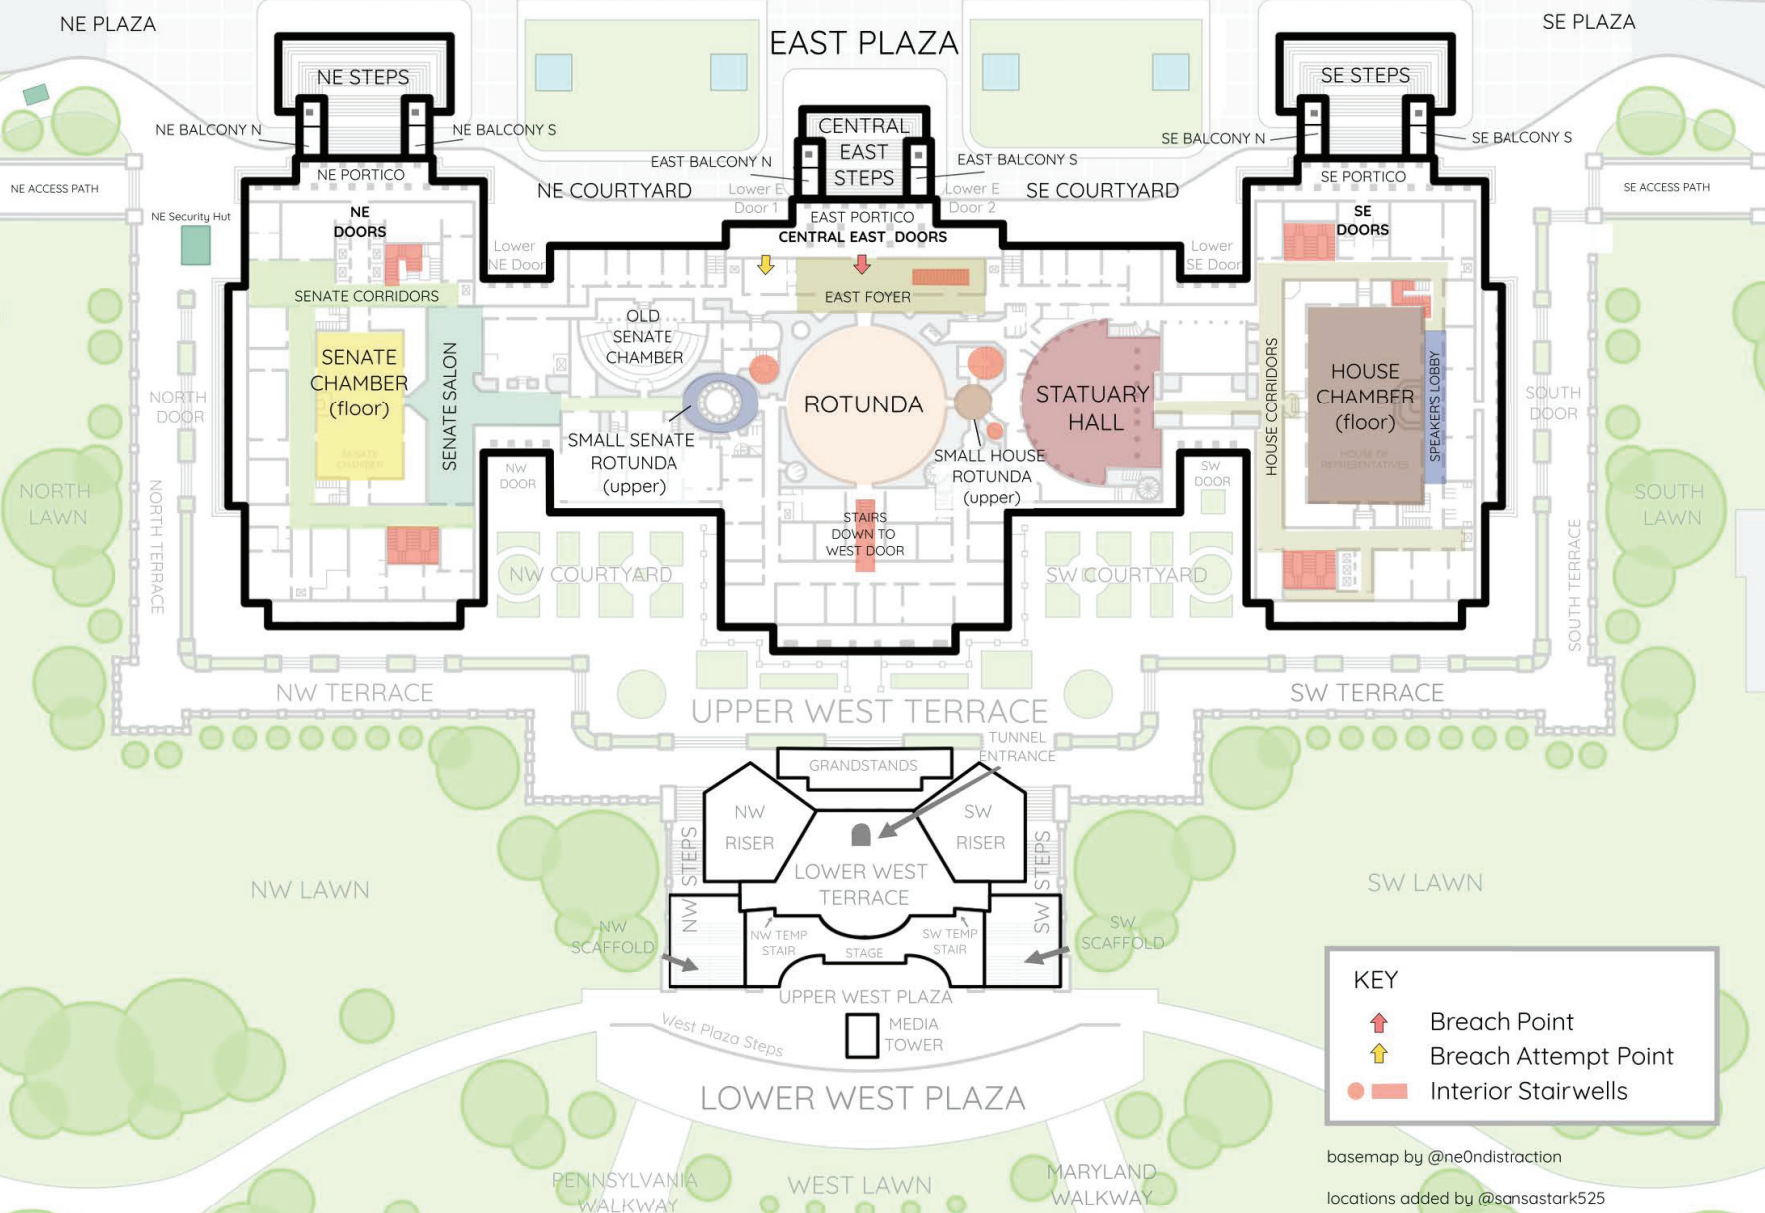 NE PLAZA
EAST PLAZA
SE PLAZA
NE STEPS
CENTRAL
EAST
STEPS
SE STEPS
NE BALCONY N
NE BALCONY S
EAST BALCONY N
EAST BALCONY S
SE BALCONY N
SE BALCONY S
NE ACCESS PATH
NE PORTICO
NE COURTYARD
Lower E
Door 1
Lower E
Door 2
SE COURTYARD
SE PORTICO
SE ACCESS PATH
NE Security Hut
NE
DOORS
EAST PORTICO
CENTRAL EAST DOORS
SE
DOORS
Lower
NE Door
Lower
SE Door
SENATE CORRIDORS
EAST FOYER
OLD
SENATE
CHAMBER
SENATE
CHAMBER
(floor)
SENATE
CHAMBER
SENATE SALON
ROTUNDA
STATUARY
HALL
HOUSE CORRIDORS
HOUSE
CHAMBER
(floor)
HOUSE OF
REPRESENTATIVES
SPEAKERS LOBBY
NORTH
DOOR
SOUTH
DOOR
SMALL SENATE
ROTUNDA
(upper)
SMALL HOUSE
ROTUNDA
(upper)
NW
DOOR
SW
DOOR
NORTH
LAWN
NORTH TERRACE
STAIRS
DOWN TO
WEST DOOR
SOUTH TERRACE
SOUTH
LAWN
NW COURTYARD
SW COURTYARD
NW TERRACE
UPPER WEST TERRACE
SW TERRACE
TUNNEL
ENTRANCE
GRANDSTANDS
NW
RISER
SW
RISER
NW STEPS
SW STEPS
LOWER WEST
TERRACE
NW LAWN
SW LAWN
NW
SCAFFOLD
NW TEMP
STAIR
STAGE
SW TEMP
STAIR
SW
SCAFFOLD
UPPER WEST PLAZA
West Plaza Steps
MEDIA
TOWER
LOWER WEST PLAZA
PENNSYLVANIA
WALKWAY
WEST LAWN
MARYLAND
WALKWAY
KEY
Breach Point
Breach Attempt Point
Interior Stairwells
basemap by @ne0ndistraction
locations added by @sansastark525